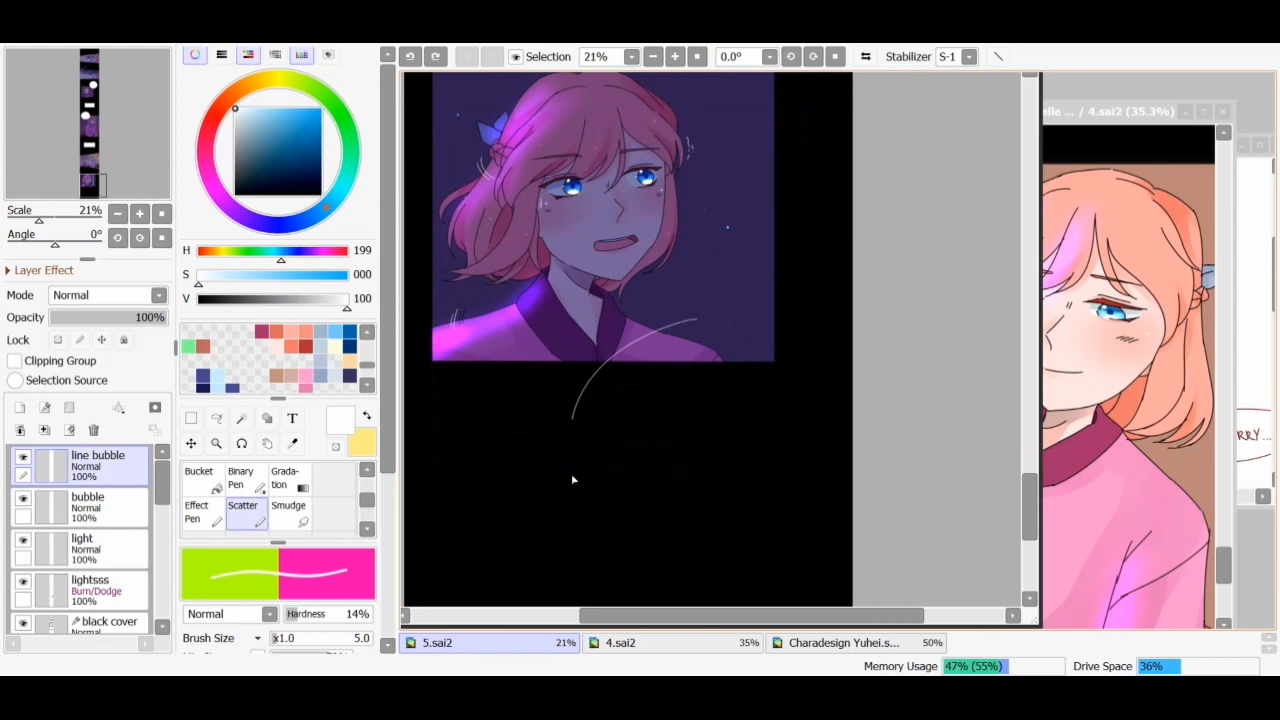 Selection 21% 0.0° Stabilizer S-1
elle ... / 4.sai2 (35.3%)
Scale 21%
Angle 0°
Layer Effect
Mode Normal
Opacity 100%
Lock
Clipping Group
Selection Source
line bubble
Normal
100%
bubble
Normal
100%
light
Normal
100%
lightsss
Burn/Dodge
100%
black cover
H 199
S 000
V 100
T
Bucket
Binary Pen
Grada-tion
Effect Pen
Scatter
Smudge
Normal Hardness 14%
Brush Size x1.0 5.0
RRY...
5.sai2 21%
4.sai2 35%
Charadesign Yuhei.s... 50%
Memory Usage 47% (55%) Drive Space 36%